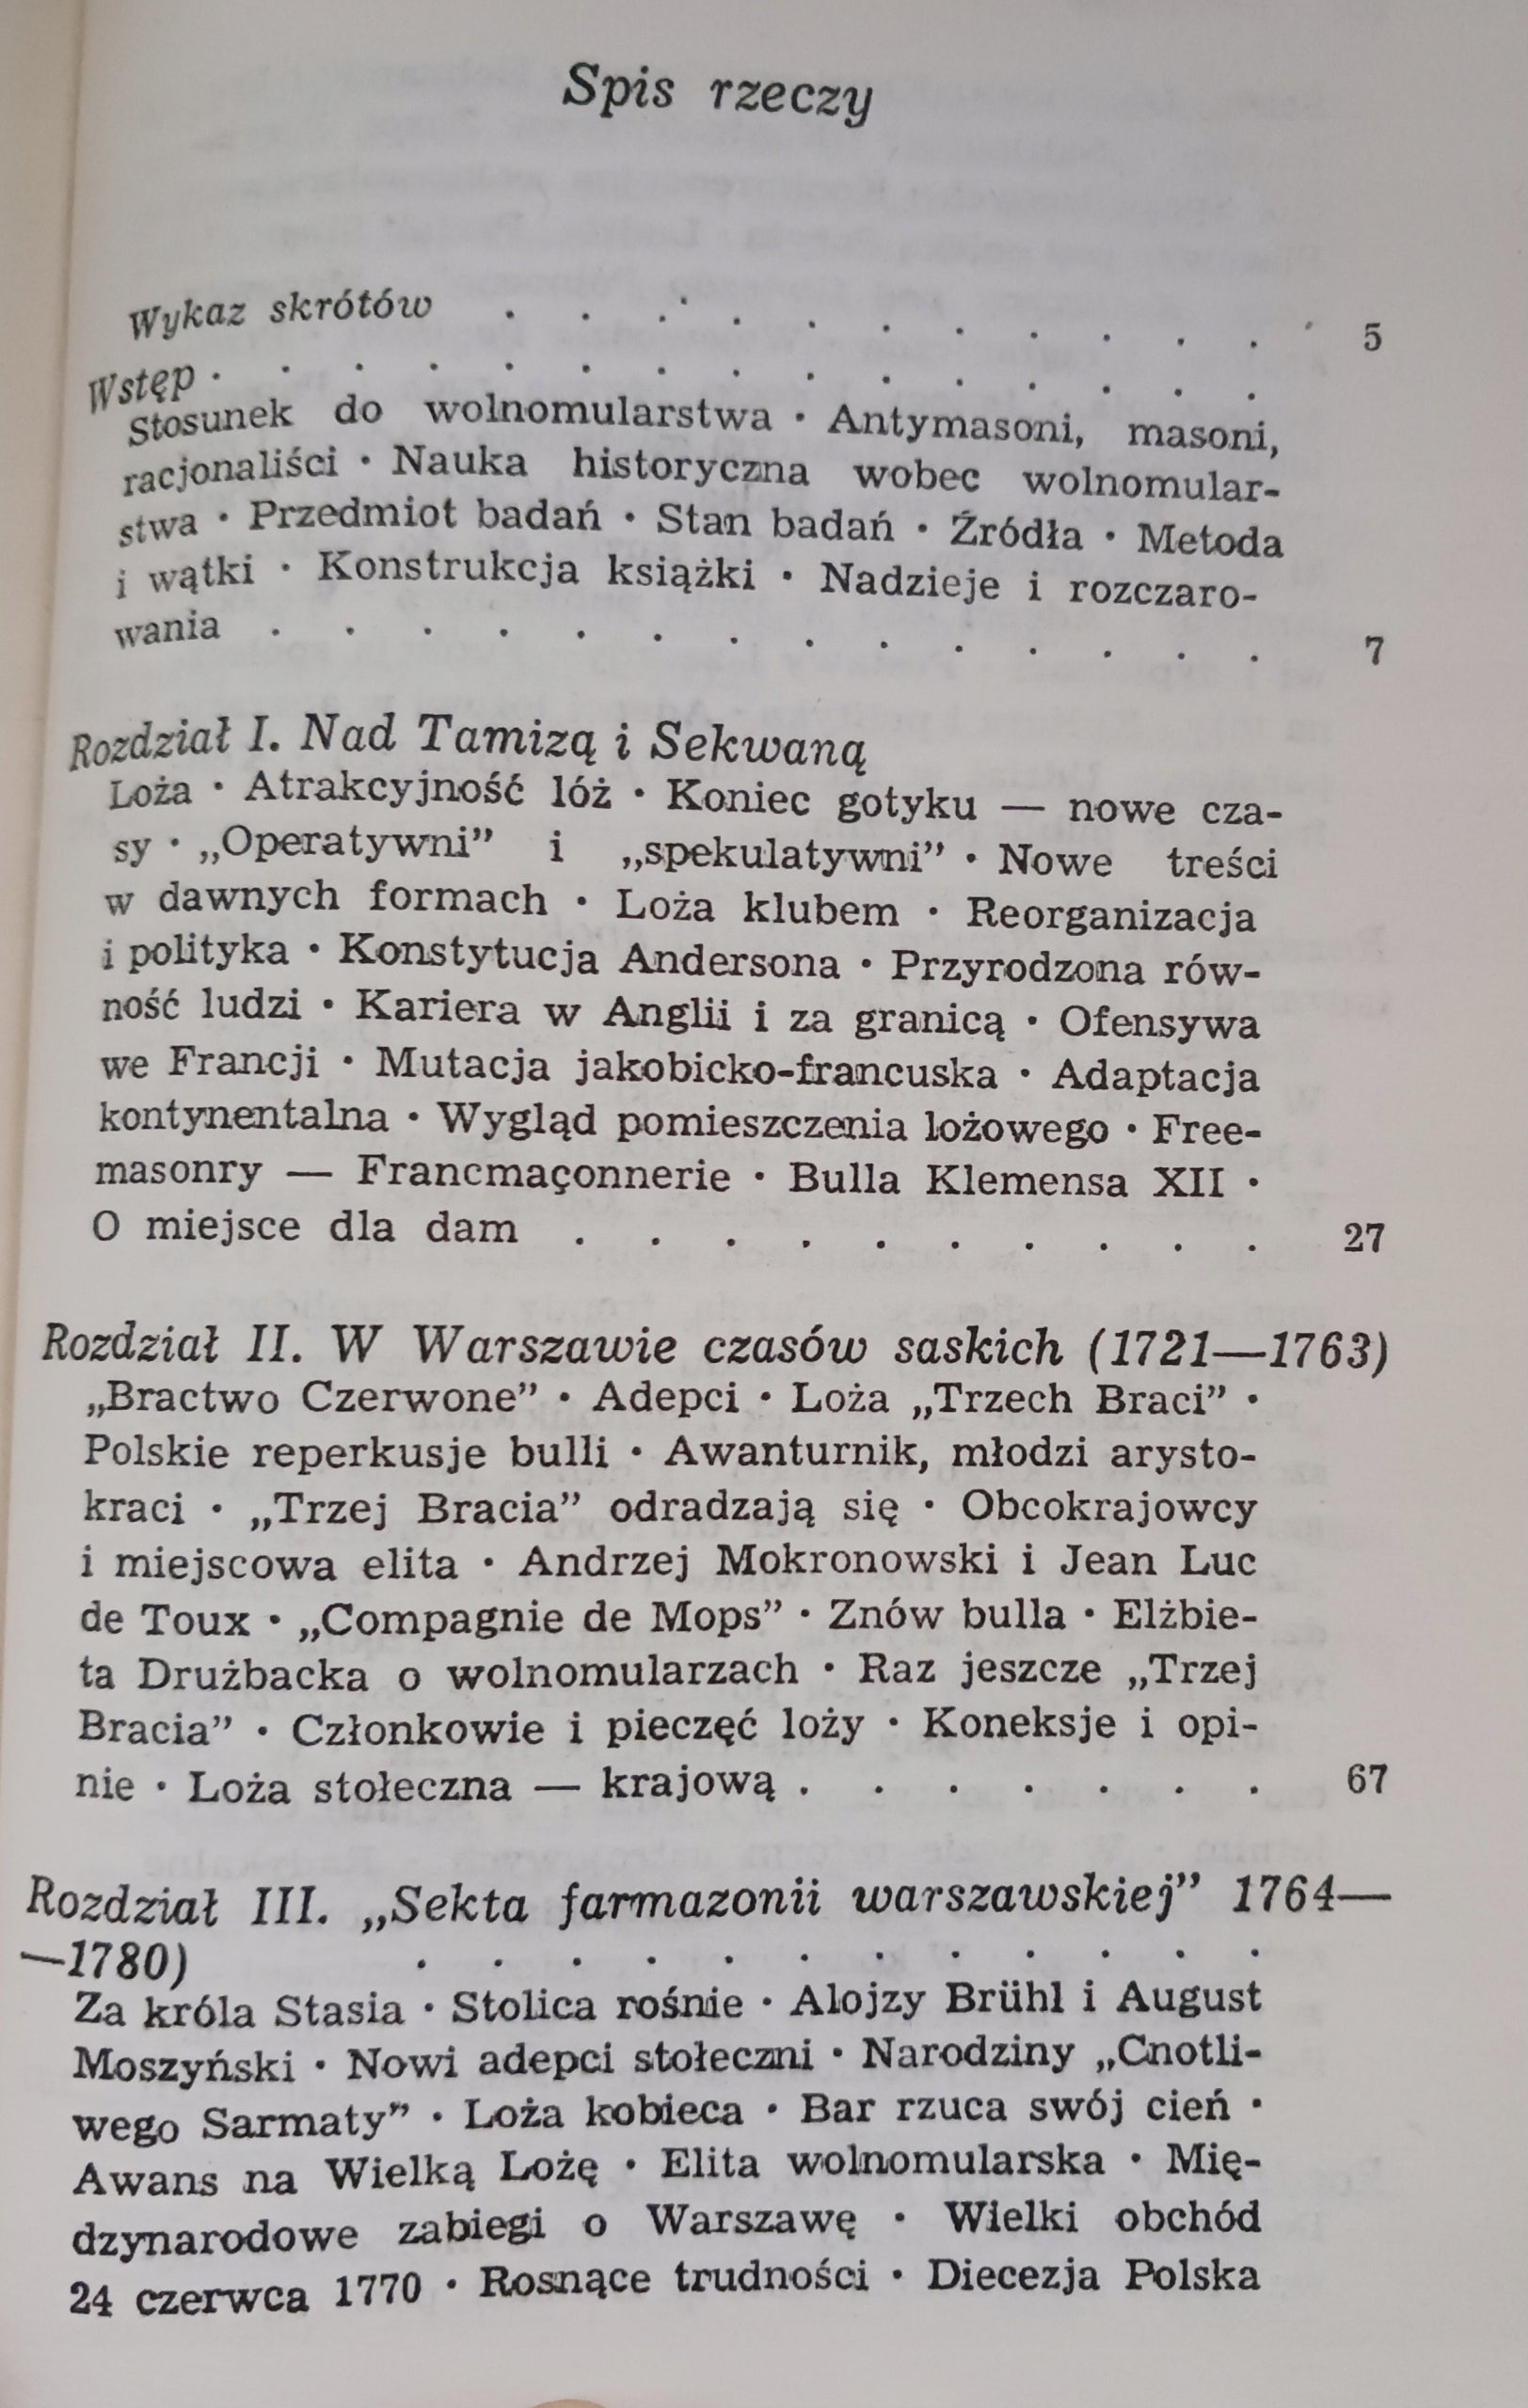 Spis rzeczy
Wykaz skrótów . . . . . . . . . . . 5
Wstęp . . . . . . . . . . . . . . .
Stosunek do wolnomularstwa · Antymasoni, masoni,
racjonaliści · Nauka historyczna wobec wolnomular-
stwa · Przedmiot badań · Stan badań · Źródła · Metoda
i wątki · Konstrukcja książki · Nadzieje i rozczaro-
wania . . . . . . . . . . . . . . 7
Rozdział I. Nad Tamizą i Sekwaną
Loża · Atrakcyjność lóż · Koniec gotyku — nowe cza-
sy · „Operatywni” i „spekulatywni” · Nowe treści
w dawnych formach · Loża klubem · Reorganizacja
i polityka · Konstytucja Andersona · Przyrodzona rów-
ność ludzi · Kariera w Anglii i za granicą · Ofensywa
we Francji · Mutacja jakobicko-francuska · Adaptacja
kontynentalna · Wygląd pomieszczenia lożowego · Free-
masonry — Francmaçonnerie · Bulla Klemensa XII ·
O miejsce dla dam . . . . . . . . . . 27
Rozdział II. W Warszawie czasów saskich (1721—1763)
„Bractwo Czerwone” · Adepci · Loża „Trzech Braci” ·
Polskie reperkusje bulli · Awanturnik, młodzi arysto-
kraci · „Trzej Bracia” odradzają się · Obcokrajowcy
i miejscowa elita · Andrzej Mokronowski i Jean Luc
de Toux · „Compagnie de Mops” · Znów bulla · Elżbie-
ta Drużbacka o wolnomularzach · Raz jeszcze „Trzej
Bracia” · Członkowie i pieczęć loży · Koneksje i opi-
nie · Loża stołeczna — krajową . . . . . . . 67
Rozdział III. „Sekta farmazonii warszawskiej” 1764—
—1780) . . . . . . . . . . . .
Za króla Stasia · Stolica rośnie · Alojzy Brühl i August
Moszyński · Nowi adepci stołeczni · Narodziny „Cnotli-
wego Sarmaty” · Loża kobieca · Bar rzuca swój cień ·
Awans na Wielką Lożę · Elita wolnomularska · Mię-
dzynarodowe zabiegi o Warszawę · Wielki obchód
24 czerwca 1770 · Rosnące trudności · Diecezja Polska